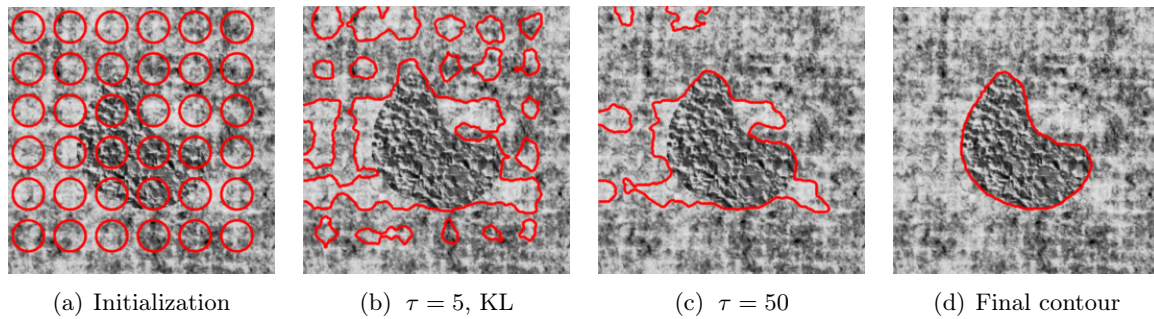 (a) Initialization
(b) τ = 5, KL
(c) τ = 50
(d) Final contour